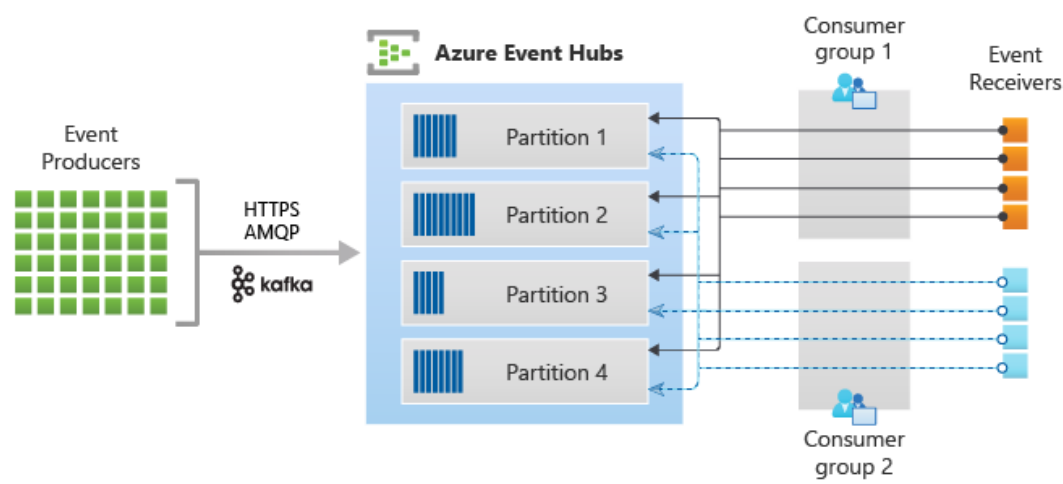 Event
Producers
HTTPS
AMQP
kafka
Azure Event Hubs
Partition 1
Partition 2
Partition 3
Partition 4
Consumer
group 1
Event
Receivers
Consumer
group 2